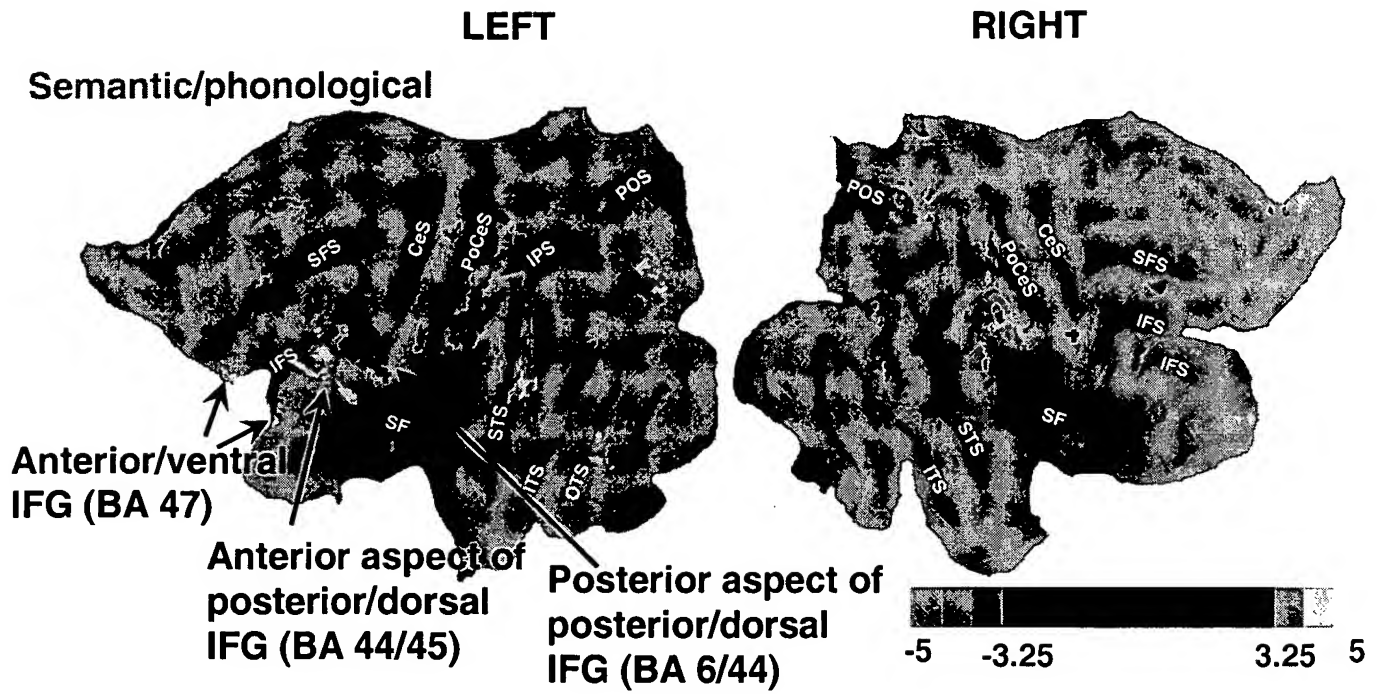 LEFT
RIGHT
Semantic/phonological
POS
SFS
CeS
PoCeS
IPS
IFS
SF
STS
ITS
OTS
POS
PoCeS
CeS
SFS
IFS
IFS
SF
STS
ITS
Anterior/ventral
IFG (BA 47)
Anterior aspect of
posterior/dorsal
IFG (BA 44/45)
Posterior aspect of
posterior/dorsal
IFG (BA 6/44)
-5 -3.25 3.25 5